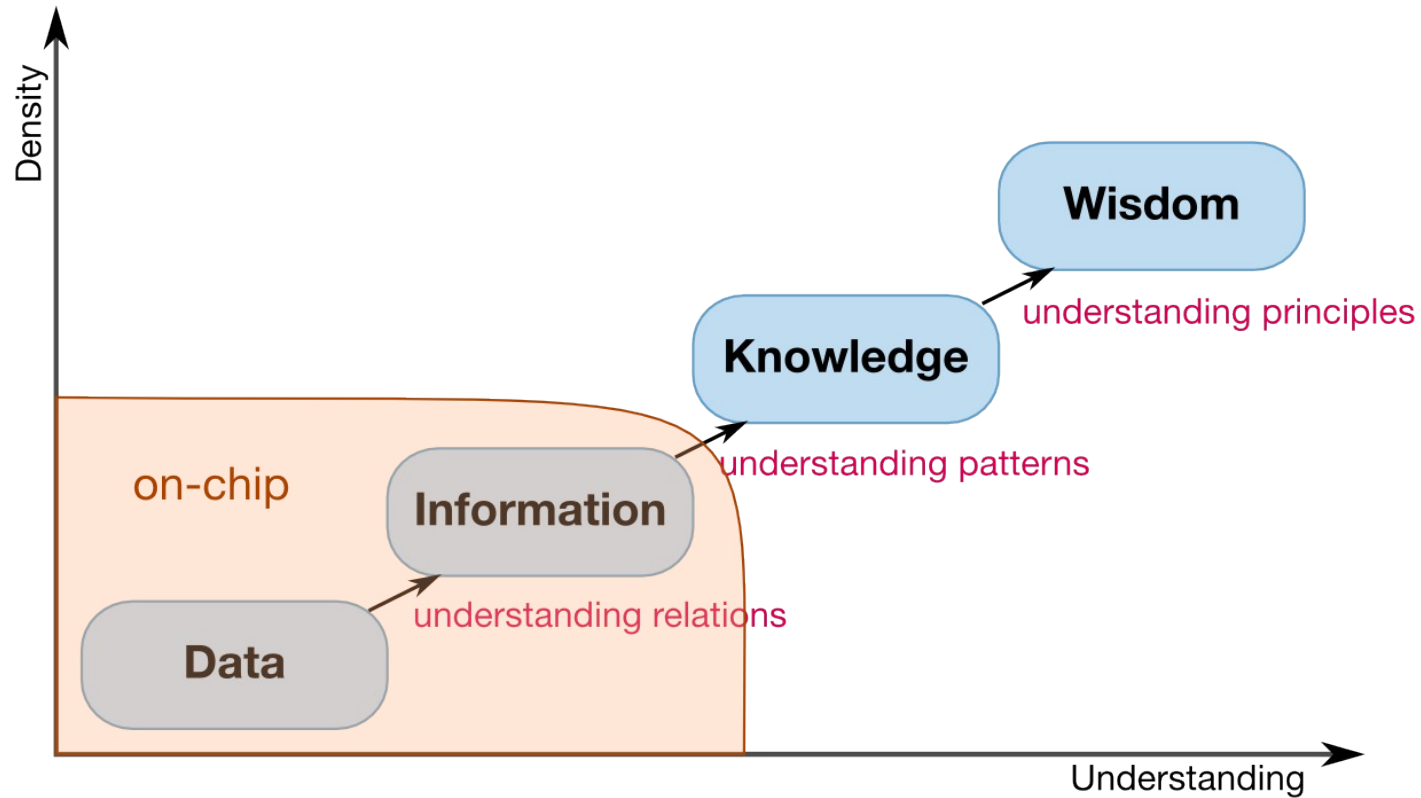 Density
Wisdom
understanding principles
Knowledge
understanding patterns
on-chip
Information
understanding relations
Data
Understanding